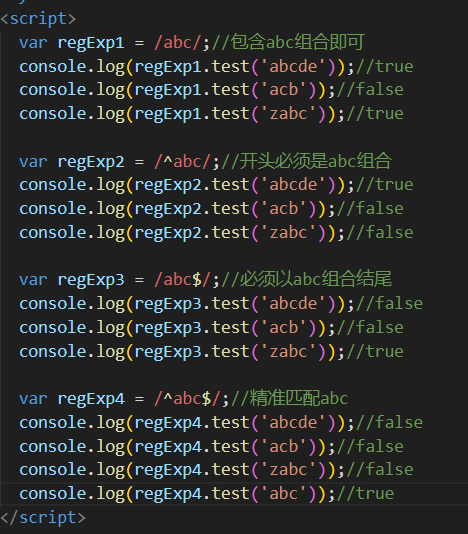 <script>
var regExp1 = /abc/;//包含abc组合即可
console.log(regExp1.test('abcde'));//true
console.log(regExp1.test('acb'));//false
console.log(regExp1.test('zabc'));//true
var regExp2 = /^abc/;//开头必须是abc组合
console.log(regExp2.test('abcde'));//true
console.log(regExp2.test('acb'));//false
console.log(regExp2.test('zabc'));//false
var regExp3 = /abc$/;//必须以abc组合结尾
console.log(regExp3.test('abcde'));//false
console.log(regExp3.test('acb'));//false
console.log(regExp3.test('zabc'));//true
var regExp4 = /^abc$/;//精准匹配abc
console.log(regExp4.test('abcde'));//false
console.log(regExp4.test('acb'));//false
console.log(regExp4.test('zabc'));//false
console.log(regExp4.test('abc'));//true
</script>